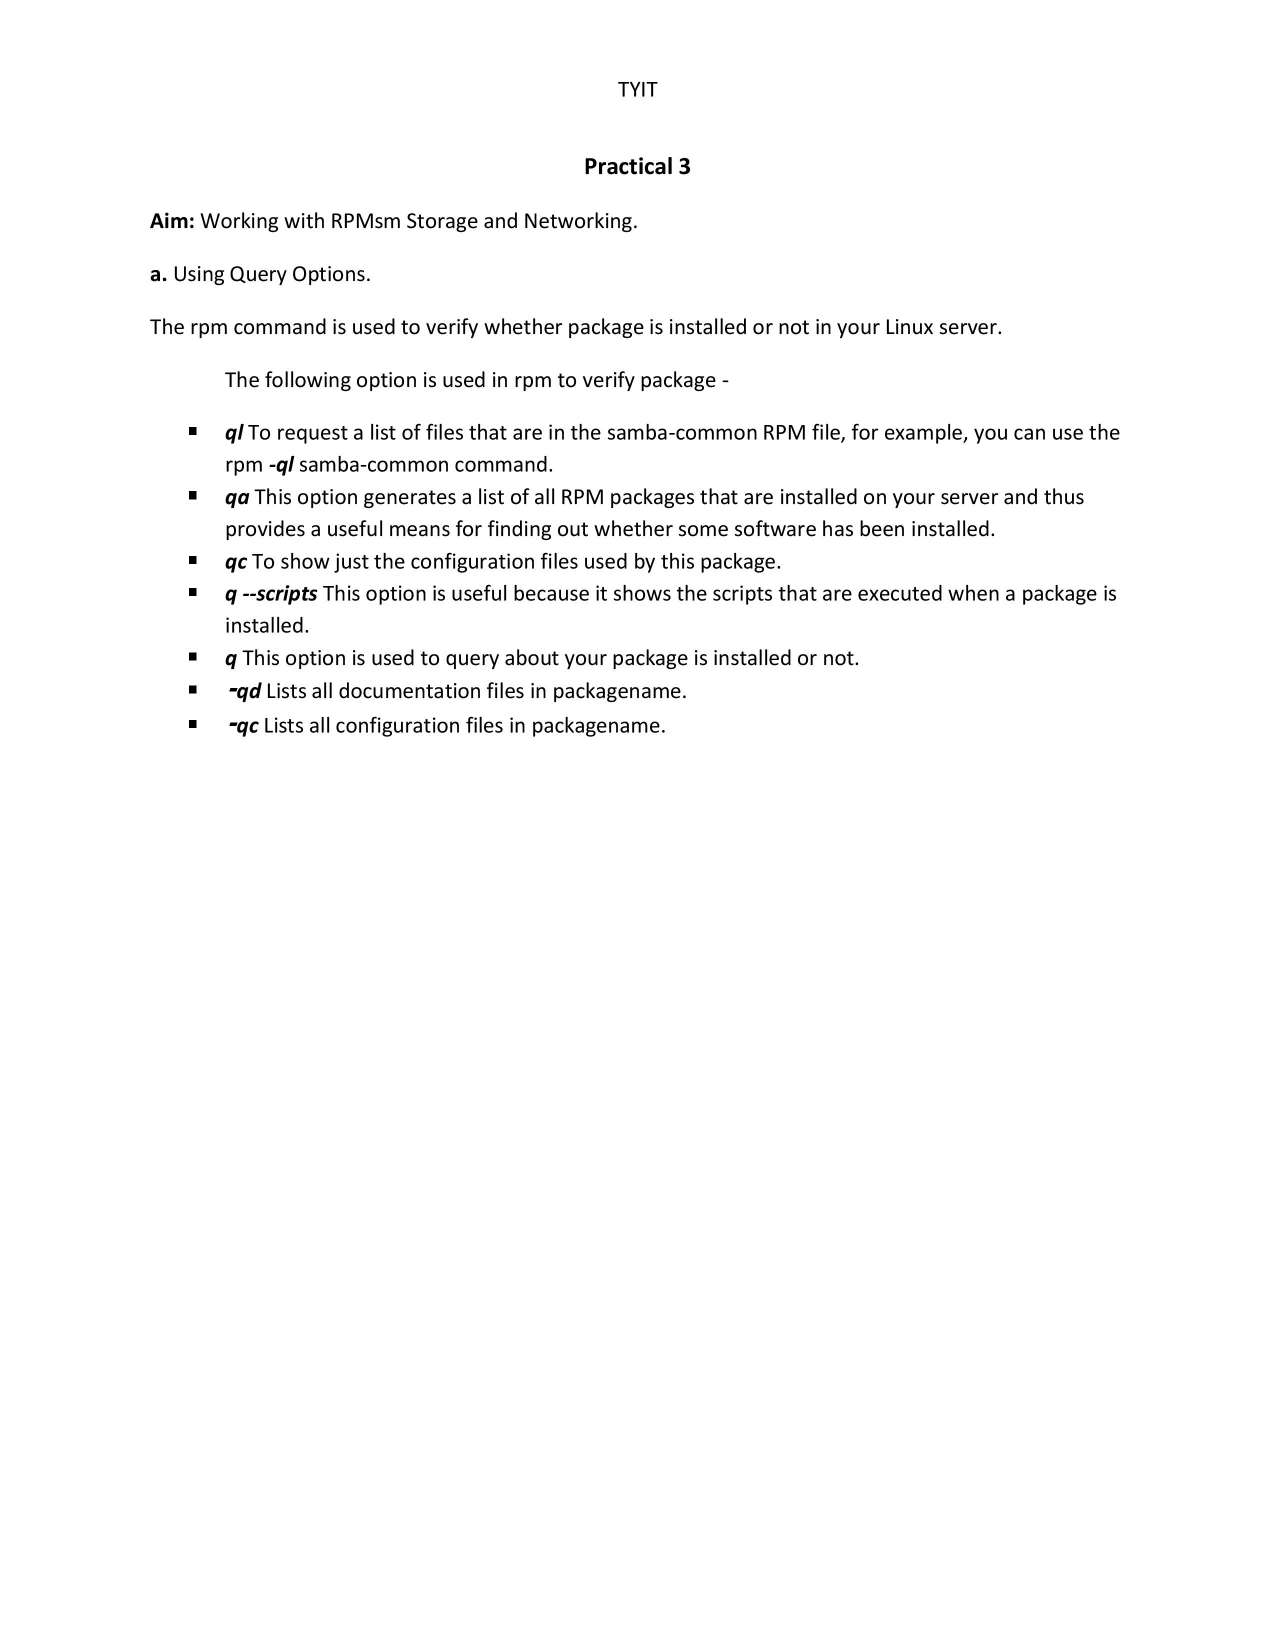 TYIT
Practical 3
Aim: Working with RPMsm Storage and Networking.
a. Using Query Options.
The rpm command is used to verify whether package is installed or not in your Linux server.
The following option is used in rpm to verify package -
▪ ql To request a list of files that are in the samba-common RPM file, for example, you can use the
rpm -ql samba-common command.
▪ qa This option generates a list of all RPM packages that are installed on your server and thus
provides a useful means for finding out whether some software has been installed.
▪ qc To show just the configuration files used by this package.
▪ q --scripts This option is useful because it shows the scripts that are executed when a package is
installed.
▪ q This option is used to query about your package is installed or not.
▪ -qd Lists all documentation files in packagename.
▪ -qc Lists all configuration files in packagename.